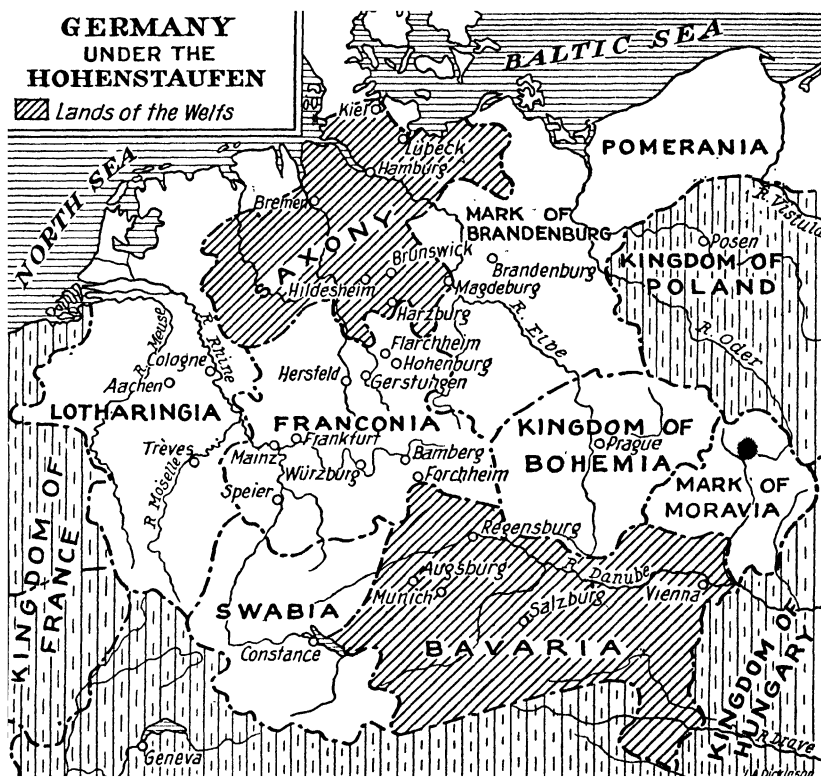 GERMANY
UNDER THE
HOHENSTAUFEN
Lands of the Welfs
BALTIC SEA
NORTH SEA
Kiel
Lübeck
Hamburg
POMERANIA
R. Vistula
Bremen
SAXONY
MARK OF
BRANDENBURG
Posen
KINGDOM OF
POLAND
Brunswick
Brandenburg
Hildesheim
Magdeburg
Harzburg
R. Elbe
R. Oder
R. Meuse
R. Rhine
Flarchheim
Hohenburg
Cologne
Aachen
Hersfeld
Gerstungen
LOTHARINGIA
FRANCONIA
KINGDOM OF
BOHEMIA
Prague
Trèves
Mainz
Frankfurt
Bamberg
Würzburg
Forchheim
Speier
R. Moselle
MARK OF
MORAVIA
KINGDOM OF
FRANCE
Regensburg
Augsburg
R. Danube
Munich
Salzburg
Vienna
SWABIA
BAVARIA
Constance
KINGDOM OF
HUNGARY
Geneva
R. Drave